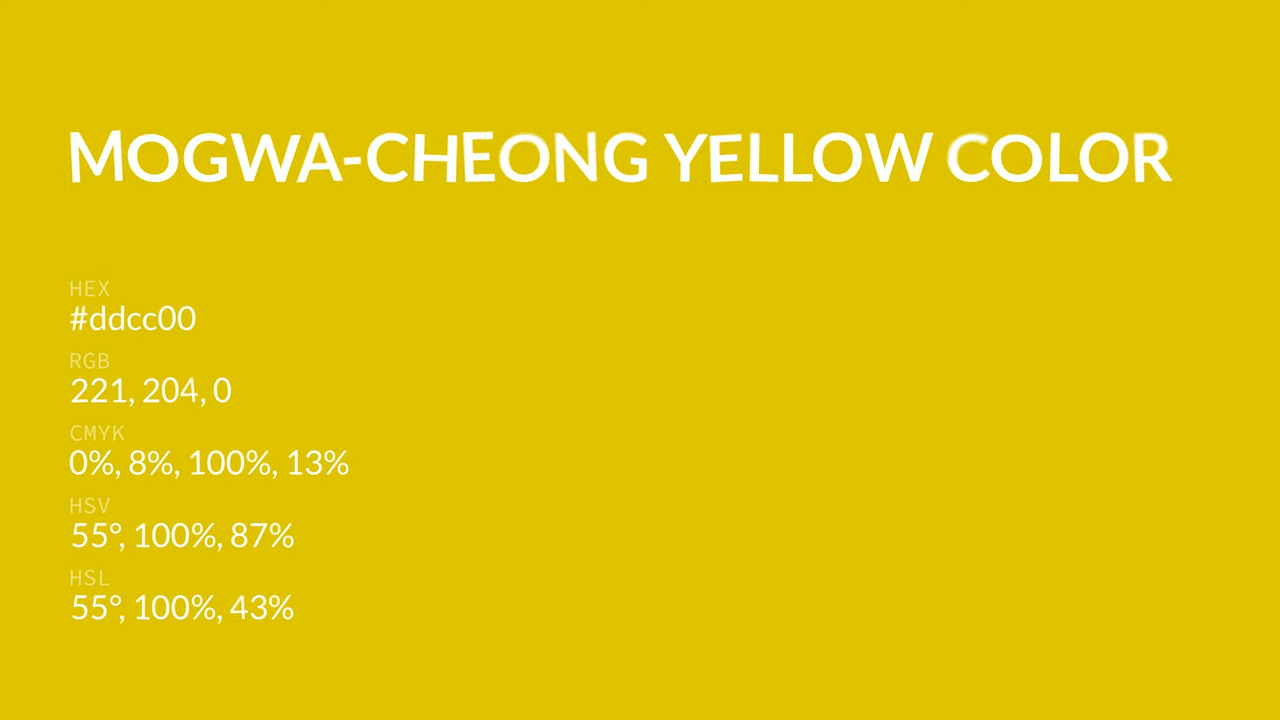 MOGWA-CHEONG YELLOW COLOR
HEX
#ddcc00
RGB
221, 204, 0
CMYK
0%, 8%, 100%, 13%
HSV
55°, 100%, 87%
HSL
55°, 100%, 43%